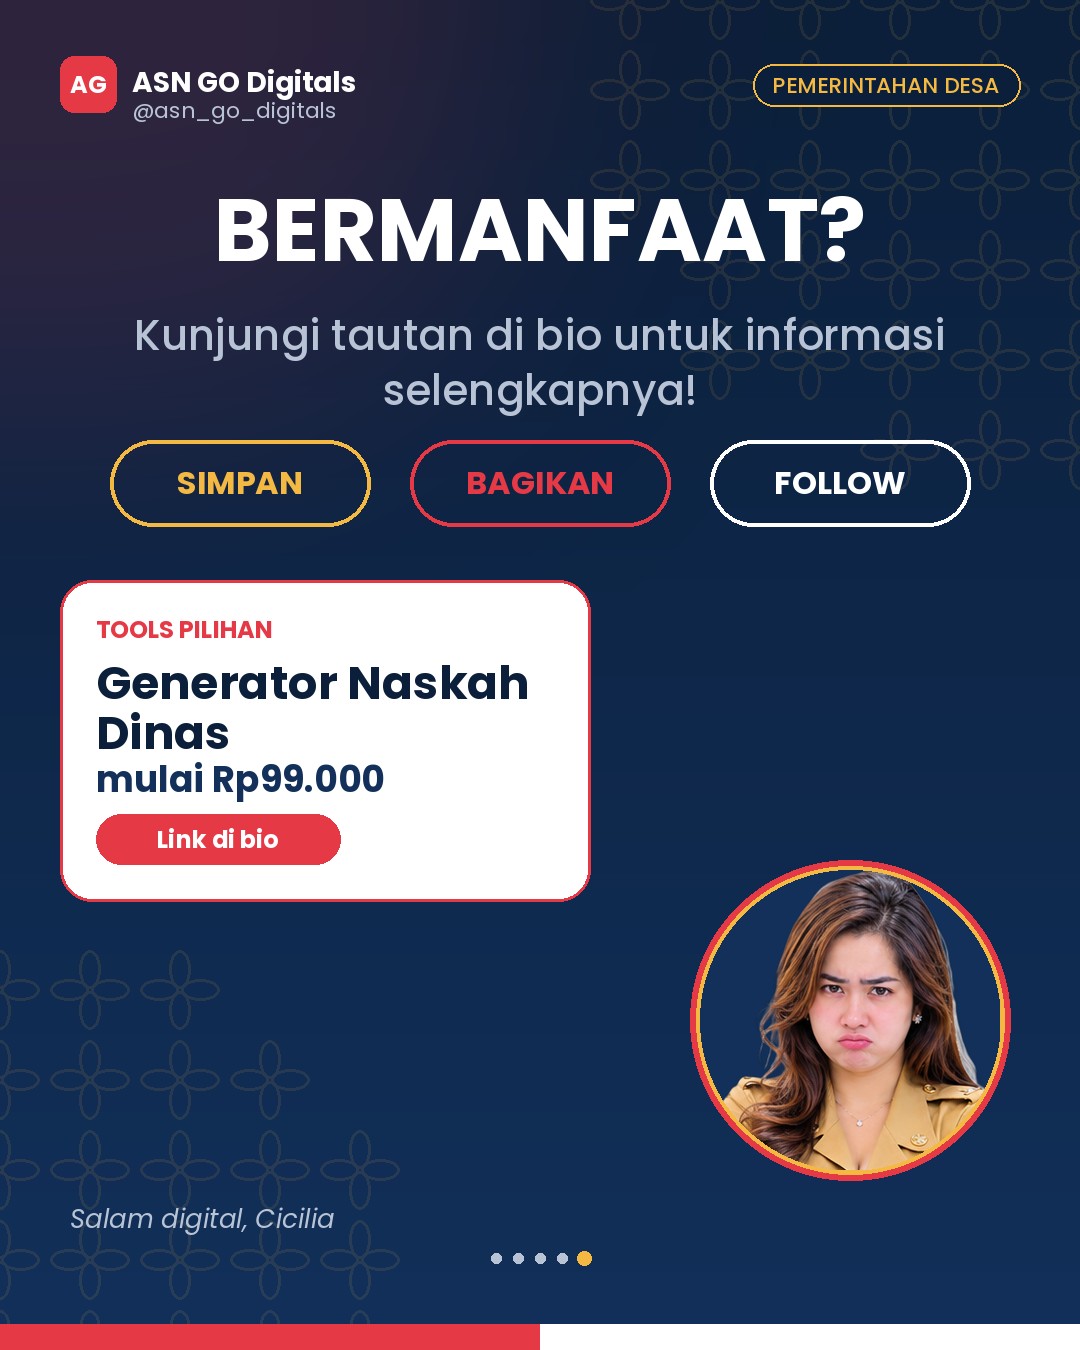 AG
ASN GO Digitals
@asn_go_digitals
PEMERINTAHAN DESA
BERMANFAAT?
Kunjungi tautan di bio untuk informasi
selengkapnya!
SIMPAN
BAGIKAN
FOLLOW
TOOLS PILIHAN
Generator Naskah
Dinas
mulai Rp99.000
Link di bio
Salam digital, Cicilia